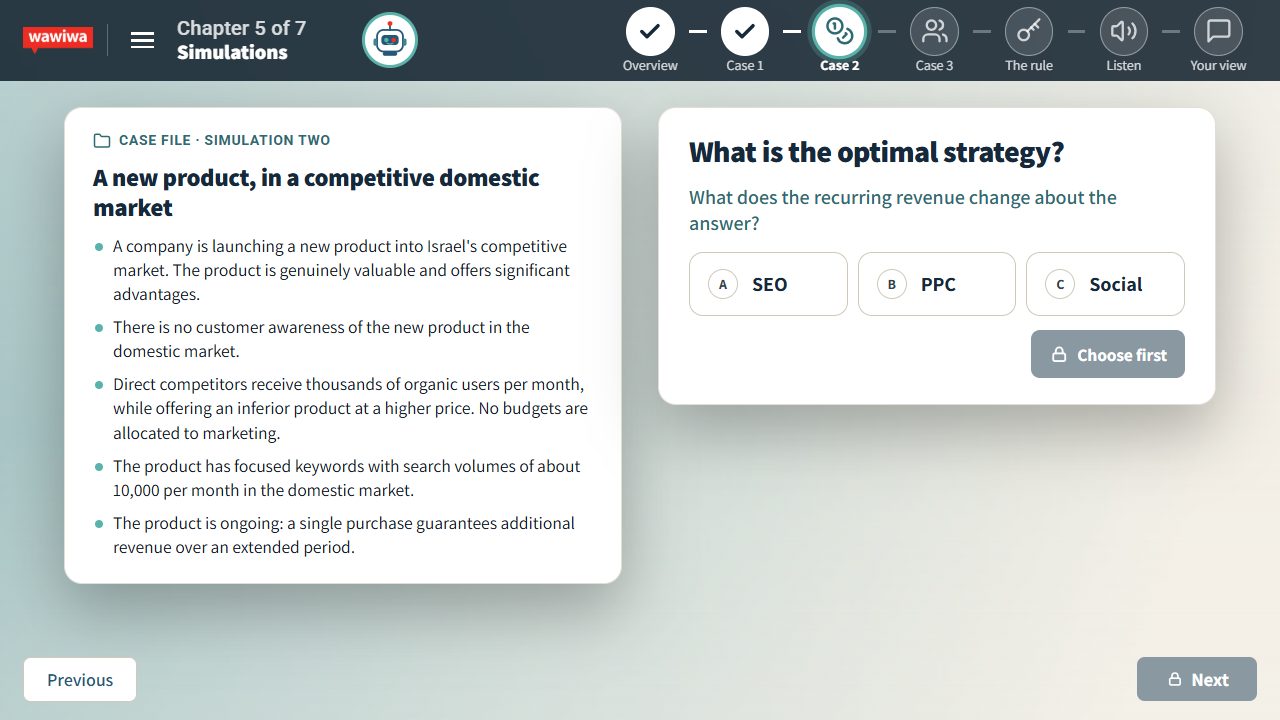 wawiwa
Chapter 5 of 7
Simulations
Overview
Case 1
Case 2
Case 3
The rule
Listen
Your view
CASE FILE · SIMULATION TWO
A new product, in a competitive domestic
market
A company is launching a new product into Israel's competitive
market. The product is genuinely valuable and offers significant
advantages.
There is no customer awareness of the new product in the
domestic market.
Direct competitors receive thousands of organic users per month,
while offering an inferior product at a higher price. No budgets are
allocated to marketing.
The product has focused keywords with search volumes of about
10,000 per month in the domestic market.
The product is ongoing: a single purchase guarantees additional
revenue over an extended period.
What is the optimal strategy?
What does the recurring revenue change about the
answer?
A SEO
B PPC
C Social
Choose first
Previous
Next